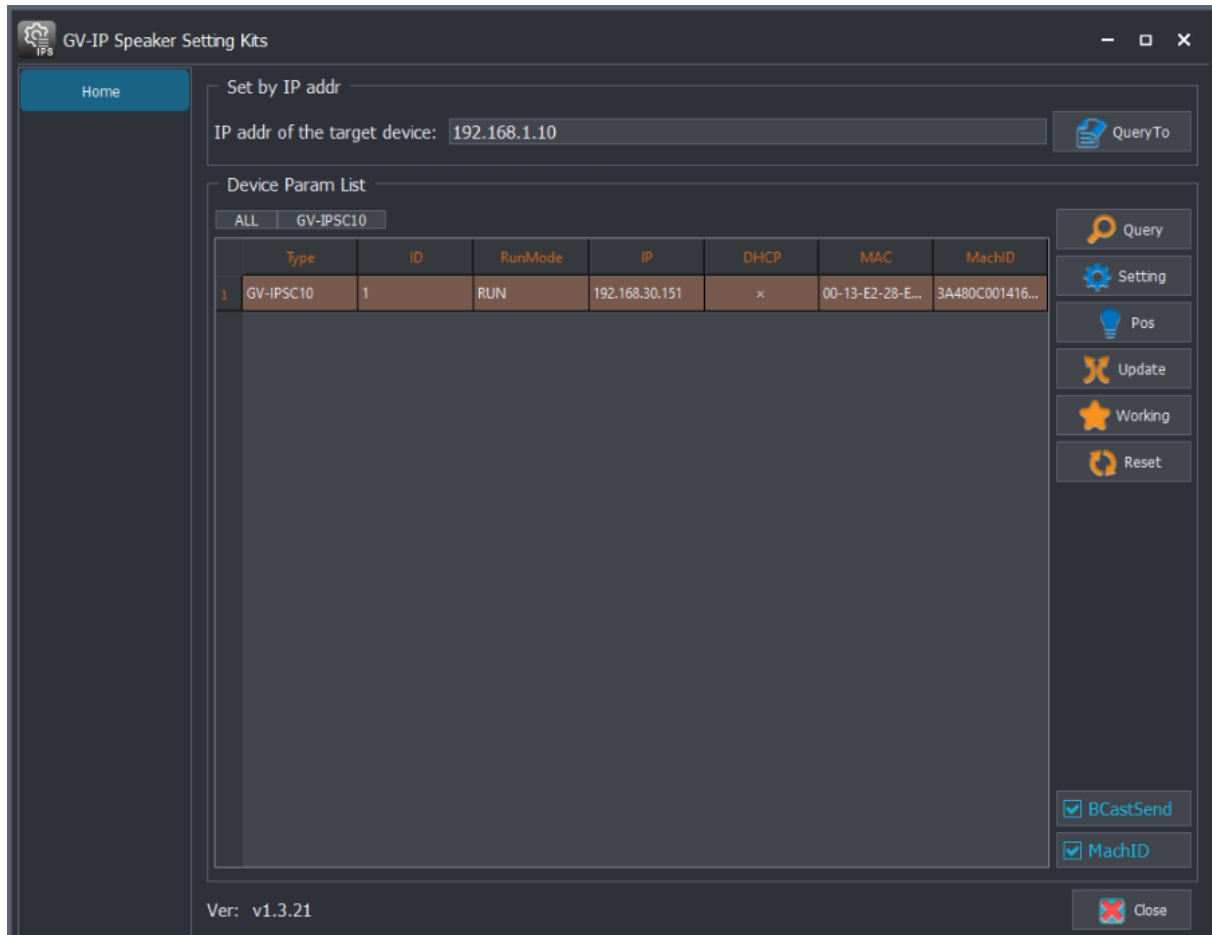 IPS GV-IP Speaker Setting Kits
Home
Set by IP addr
IP addr of the target device: 192.168.1.10 QueryTo
Device Param List
ALL GV-IPSC10
Query
Type ID RunMode IP DHCP MAC MachID
1 GV-IPSC10 1 RUN 192.168.30.151 × 00-13-E2-28-E... 3A480C001416...
Setting
Pos
Update
Working
Reset
BCastSend
MachID
Ver: v1.3.21
Close